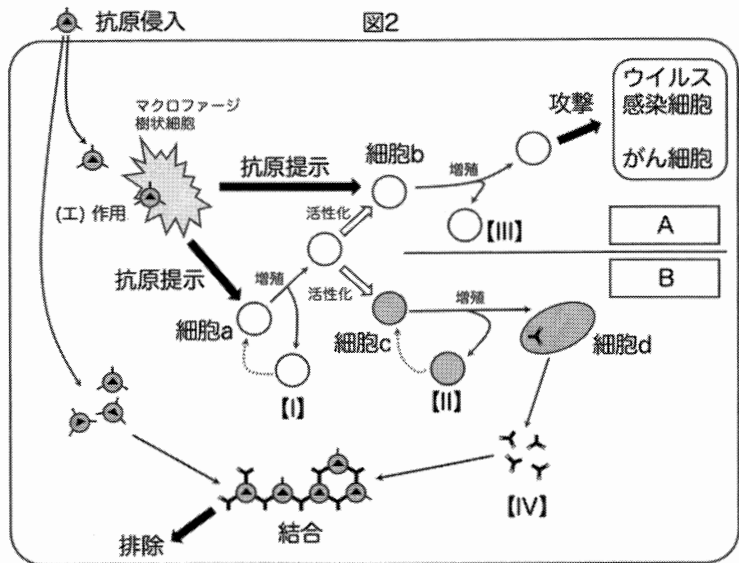 抗原侵入
図2
マクロファージ
樹状細胞
ウイルス
感染細胞
がん細胞
攻撃
抗原提示
細胞b
増殖
(エ) 作用
活性化
【III】
A
抗原提示
増殖
活性化
B
細胞a
細胞c
増殖
細胞d
【I】
【II】
【IV】
結合
排除